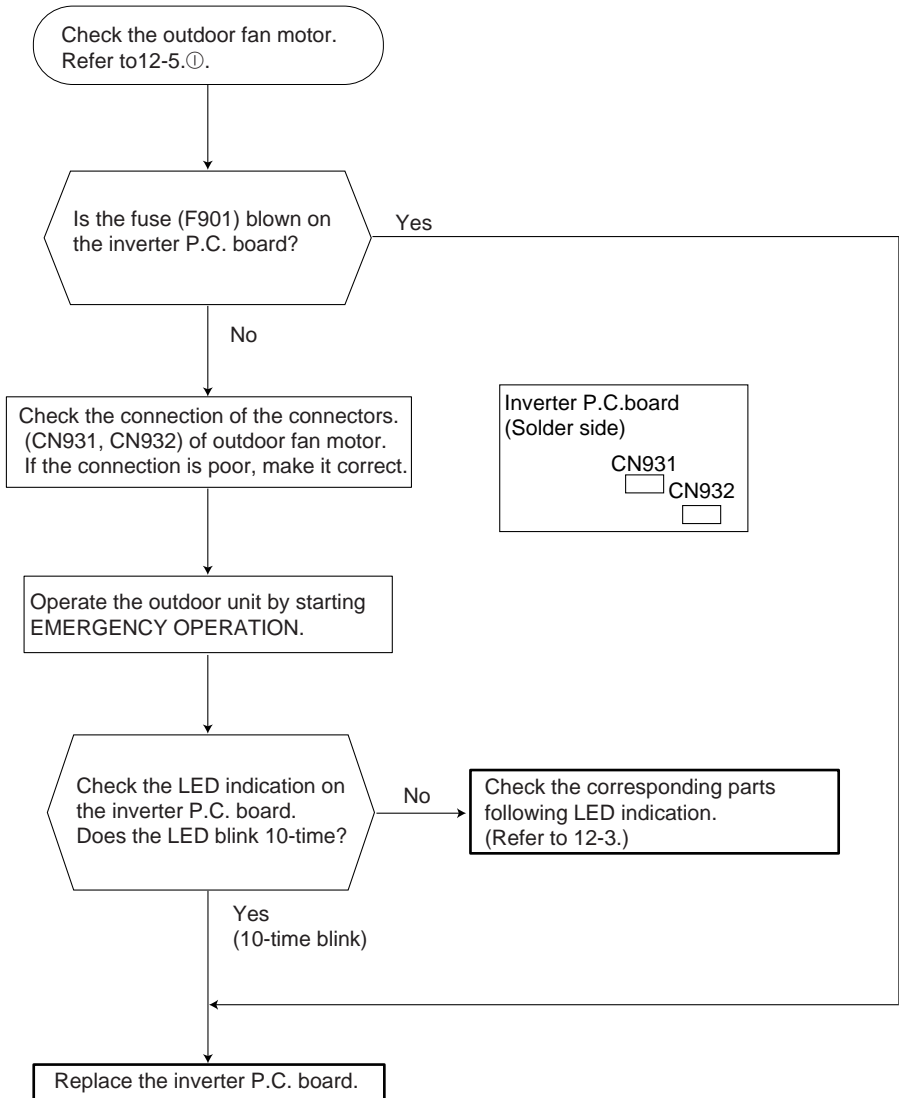 Check the outdoor fan motor.
Refer to12-5.Ⓘ.
Is the fuse (F901) blown on
the inverter P.C. board?
Yes
No
Check the connection of the connectors.
(CN931, CN932) of outdoor fan motor.
If the connection is poor, make it correct.
Inverter P.C.board
(Solder side)
CN931
CN932
Operate the outdoor unit by starting
EMERGENCY OPERATION.
Check the LED indication on
the inverter P.C. board.
Does the LED blink 10-time?
No
Check the corresponding parts
following LED indication.
(Refer to 12-3.)
Yes
(10-time blink)
Replace the inverter P.C. board.